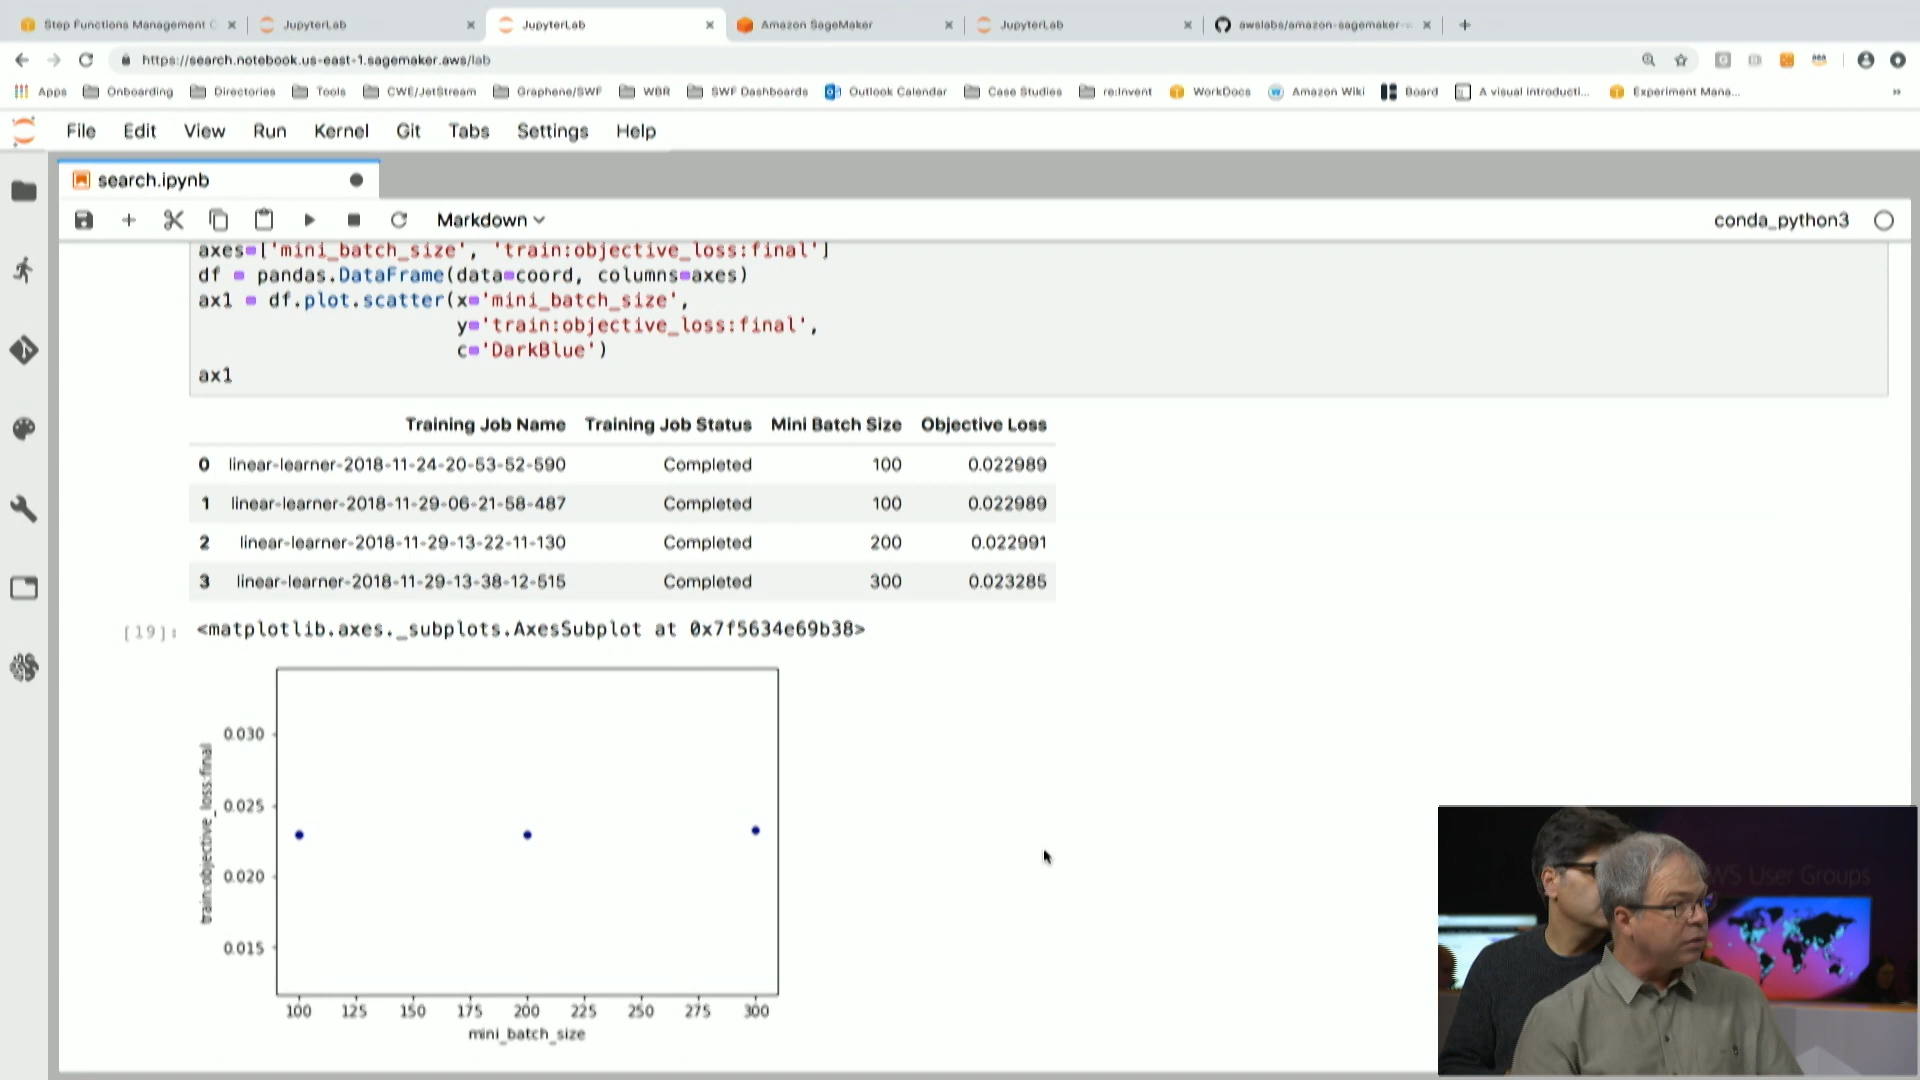 Step Functions Management C
JupyterLab
JupyterLab
Amazon SageMaker
JupyterLab
awslabs/amazon-sagemaker-
https://search.notebook.us-east-1.sagemaker.aws/lab
Apps
Onboarding
Directories
Tools
CWE/JetStream
Graphene/SWF
WBR
SWF Dashboards
Outlook Calendar
Case Studies
re:Invent
WorkDocs
Amazon Wiki
Board
A visual introducti...
Experiment Mana...
File Edit View Run Kernel Git Tabs Settings Help
search.ipynb
Markdown
conda_python3
axes=['mini_batch_size', 'train:objective_loss:final']
df = pandas.DataFrame(data=coord, columns=axes)
ax1 = df.plot.scatter(x='mini_batch_size',
y='train:objective_loss:final',
c='DarkBlue')
ax1
Training Job Name Training Job Status Mini Batch Size Objective Loss
0 linear-learner-2018-11-24-20-53-52-590 Completed 100 0.022989
1 linear-learner-2018-11-29-06-21-58-487 Completed 100 0.022989
2 linear-learner-2018-11-29-13-22-11-130 Completed 200 0.022991
3 linear-learner-2018-11-29-13-38-12-515 Completed 300 0.023285
[19]: <matplotlib.axes._subplots.AxesSubplot at 0x7f5634e69b38>
0.030
0.025
0.020
0.015
train:objective_loss:final
100 125 150 175 200 225 250 275 300
mini_batch_size
WS User Groups